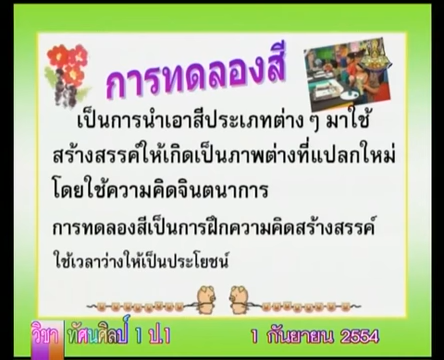 การทดลองสี
เป็นการนำเอาสีประเภทต่าง ๆ มาใช้
สร้างสรรค์ให้เกิดเป็นภาพต่างที่แปลกใหม่
โดยใช้ความคิดจินตนาการ
การทดลองสีเป็นการฝึกความคิดสร้างสรรค์
ใช้เวลาว่างให้เป็นประโยชน์
วิชา ทัศนศิลป์ 1 ป.1
1 กันยายน 2554